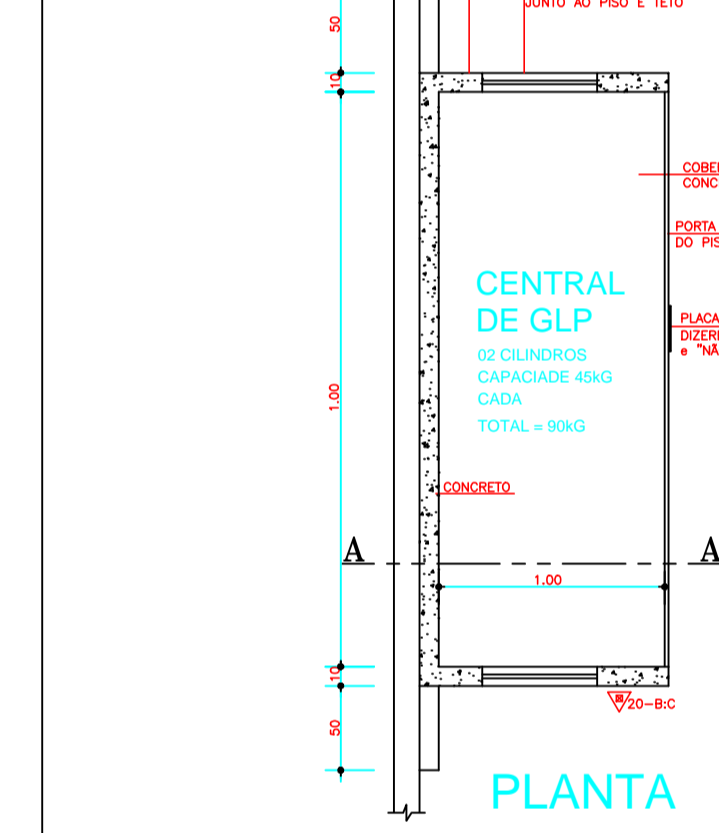 JUNTO AO PISO E TETO
50
10
COBE
CONC
PORTA
DO PIS
CENTRAL
DE GLP
PLACA
DIZER
e "NÃ
02 CILINDROS
CAPACIADE 45kG
CADA
1.00
TOTAL = 90kG
CONCRETO
A A
1.00
10
20-B:C
50
PLANTA